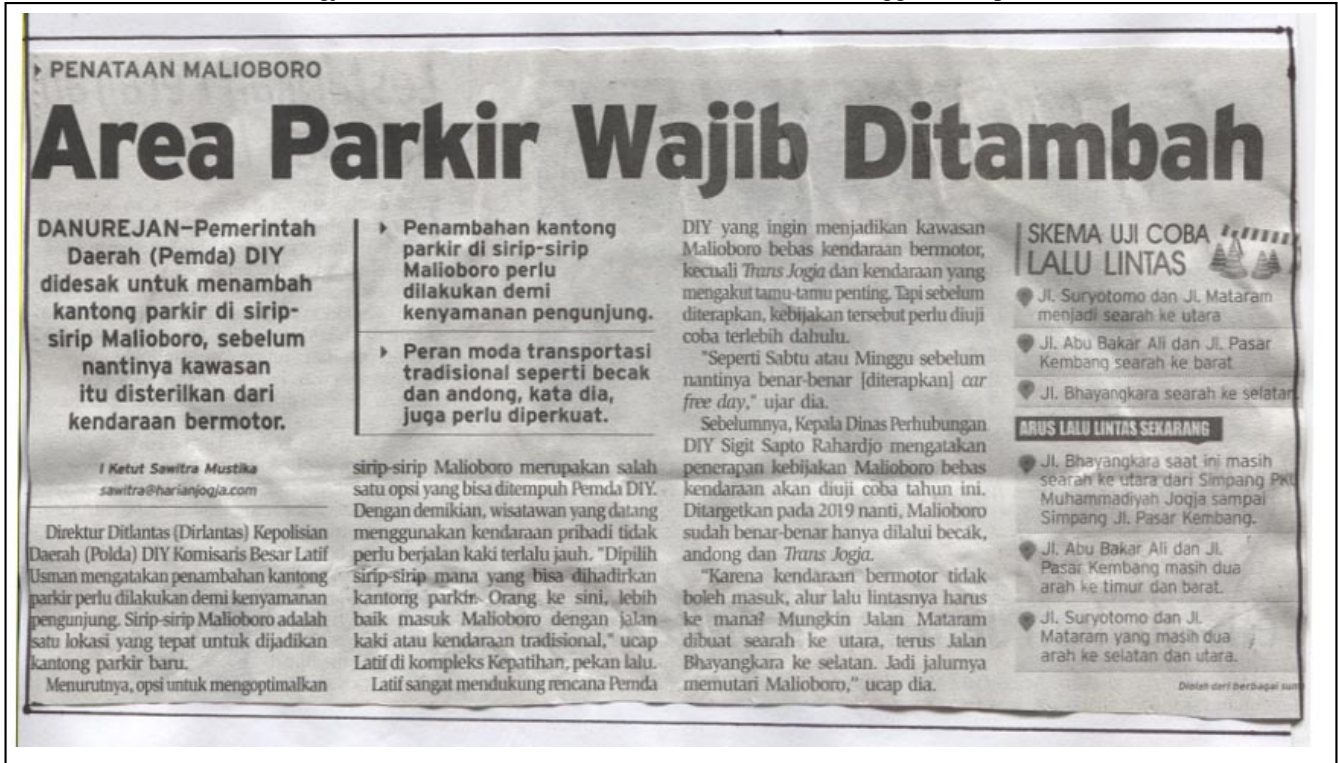 PENATAAN MALIOBORO
Area Parkir Wajib Ditambah
DANUREJAN—Pemerintah
Daerah (Pemda) DIY
didesak untuk menambah
kantong parkir di sirip-
sirip Malioboro, sebelum
nantinya kawasan
itu disterilkan dari
kendaraan bermotor.
I Ketut Sawitra Mustika
sawitra@harianjogja.com
Direktur Ditlantas (Dirlantas) Kepolisian
Daerah (Polda) DIY Komisaris Besar Latif
Usman mengatakan penambahan kantong
parkir perlu dilakukan demi kenyamanan
pengunjung. Sirip-sirip Malioboro adalah
satu lokasi yang tepat untuk dijadikan
kantong parkir baru.
Menurutnya, opsi untuk mengoptimalkan
Penambahan kantong
parkir di sirip-sirip
Malioboro perlu
dilakukan demi
kenyamanan pengunjung.
Peran moda transportasi
tradisional seperti becak
dan andong, kata dia,
juga perlu diperkuat.
sirip-sirip Malioboro merupakan salah
satu opsi yang bisa ditempuh Pemda DIY.
Dengan demikian, wisatawan yang datang
menggunakan kendaraan pribadi tidak
perlu berjalan kaki terlalu jauh. "Dipilih
sirip-sirip mana yang bisa dihadirkan
kantong parkir. Orang ke sini, lebih
baik masuk Malioboro dengan jalan
kaki atau kendaraan tradisional," ucap
Latif di kompleks Kepatihan, pekan lalu.
Latif sangat mendukung rencana Pemda
DIY yang ingin menjadikan kawasan
Malioboro bebas kendaraan bermotor,
kecuali Trans Jogja dan kendaraan yang
mengakut tamu-tamu penting. Tapi sebelum
diterapkan, kebijakan tersebut perlu diuji
coba terlebih dahulu.
"Seperti Sabtu atau Minggu sebelum
nantinya benar-benar [diterapkan] car
free day," ujar dia.
Sebelumnya, Kepala Dinas Perhubungan
DIY Sigit Sapto Rahardjo mengatakan
penerapan kebijakan Malioboro bebas
kendaraan akan diuji coba tahun ini.
Ditargetkan pada 2019 nanti, Malioboro
sudah benar-benar hanya dilalui becak,
andong dan Trans Jogja.
"Karena kendaraan bermotor tidak
boleh masuk, alur lalu lintasnya harus
ke mana? Mungkin Jalan Mataram
dibuat searah ke utara, terus Jalan
Bhayangkara ke selatan. Jadi jalurnya
memutari Malioboro," ucap dia.
SKEMA UJI COBA
LALU LINTAS
Jl. Suryotomo dan Jl. Mataram
menjadi searah ke utara
Jl. Abu Bakar Ali dan Jl. Pasar
Kembang searah ke barat
Jl. Bhayangkara searah ke selatan
ARUS LALU LINTAS SEKARANG
Jl. Bhayangkara saat ini masih
searah ke utara dari Simpang PKU
Muhammadiyah Jogja sampai
Simpang Jl. Pasar Kembang.
Jl. Abu Bakar Ali dan Jl.
Pasar Kembang masih dua
arah ke timur dan barat.
Jl. Suryotomo dan Jl.
Mataram yang masih dua
arah ke selatan dan utara.
Diolah dari berbagai